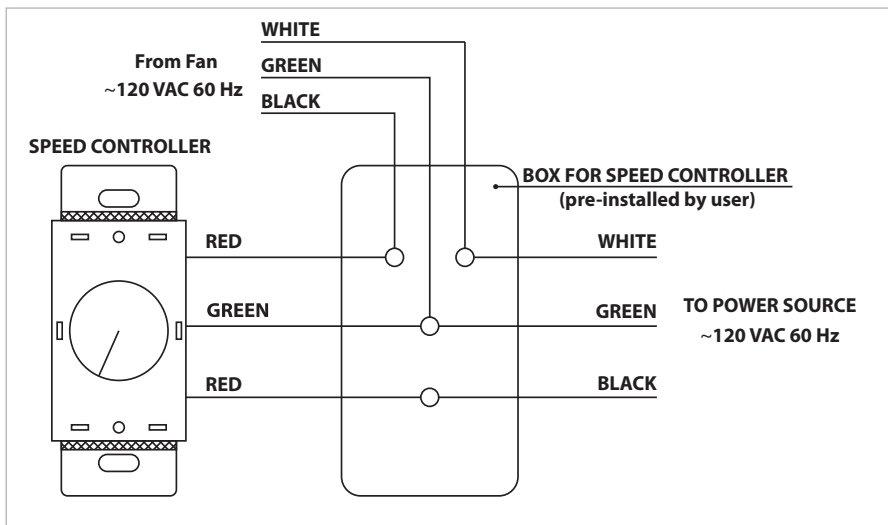 WHITE
From Fan
~120 VAC 60 Hz
GREEN
BLACK
SPEED CONTROLLER
BOX FOR SPEED CONTROLLER
(pre-installed by user)
RED
WHITE
GREEN
GREEN
TO POWER SOURCE
~120 VAC 60 Hz
RED
BLACK